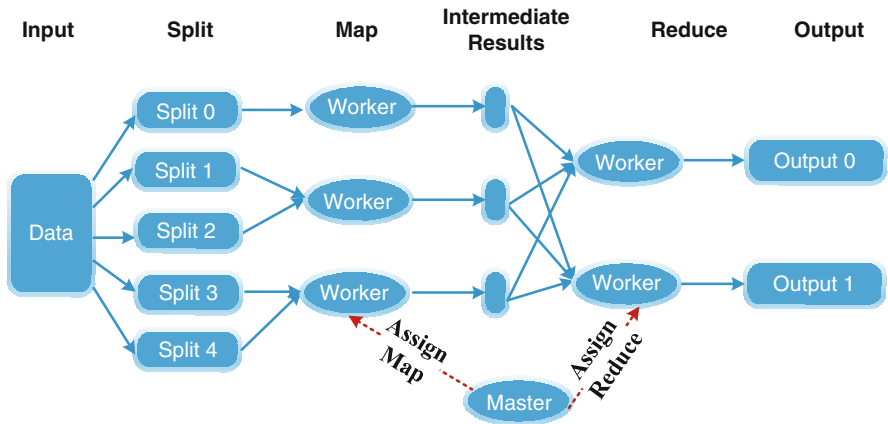 Input
Split
Map
Intermediate
Results
Reduce
Output
Data
Split 0
Split 1
Split 2
Split 3
Split 4
Worker
Worker
Worker
Worker
Worker
Output 0
Output 1
Assign
Map
Assign
Reduce
Master